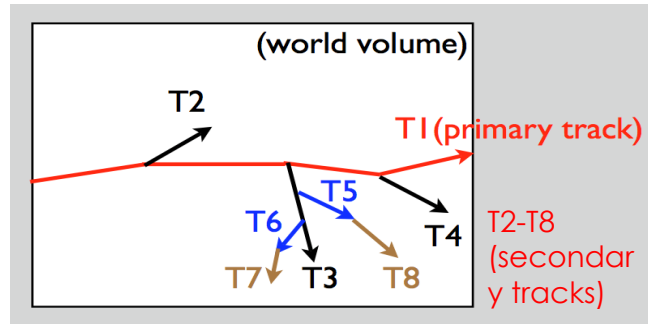 (world volume)
T2
T1(primary track)
T5
T6
T4
T7
T3
T8
T2-T8
(secondar
y tracks)